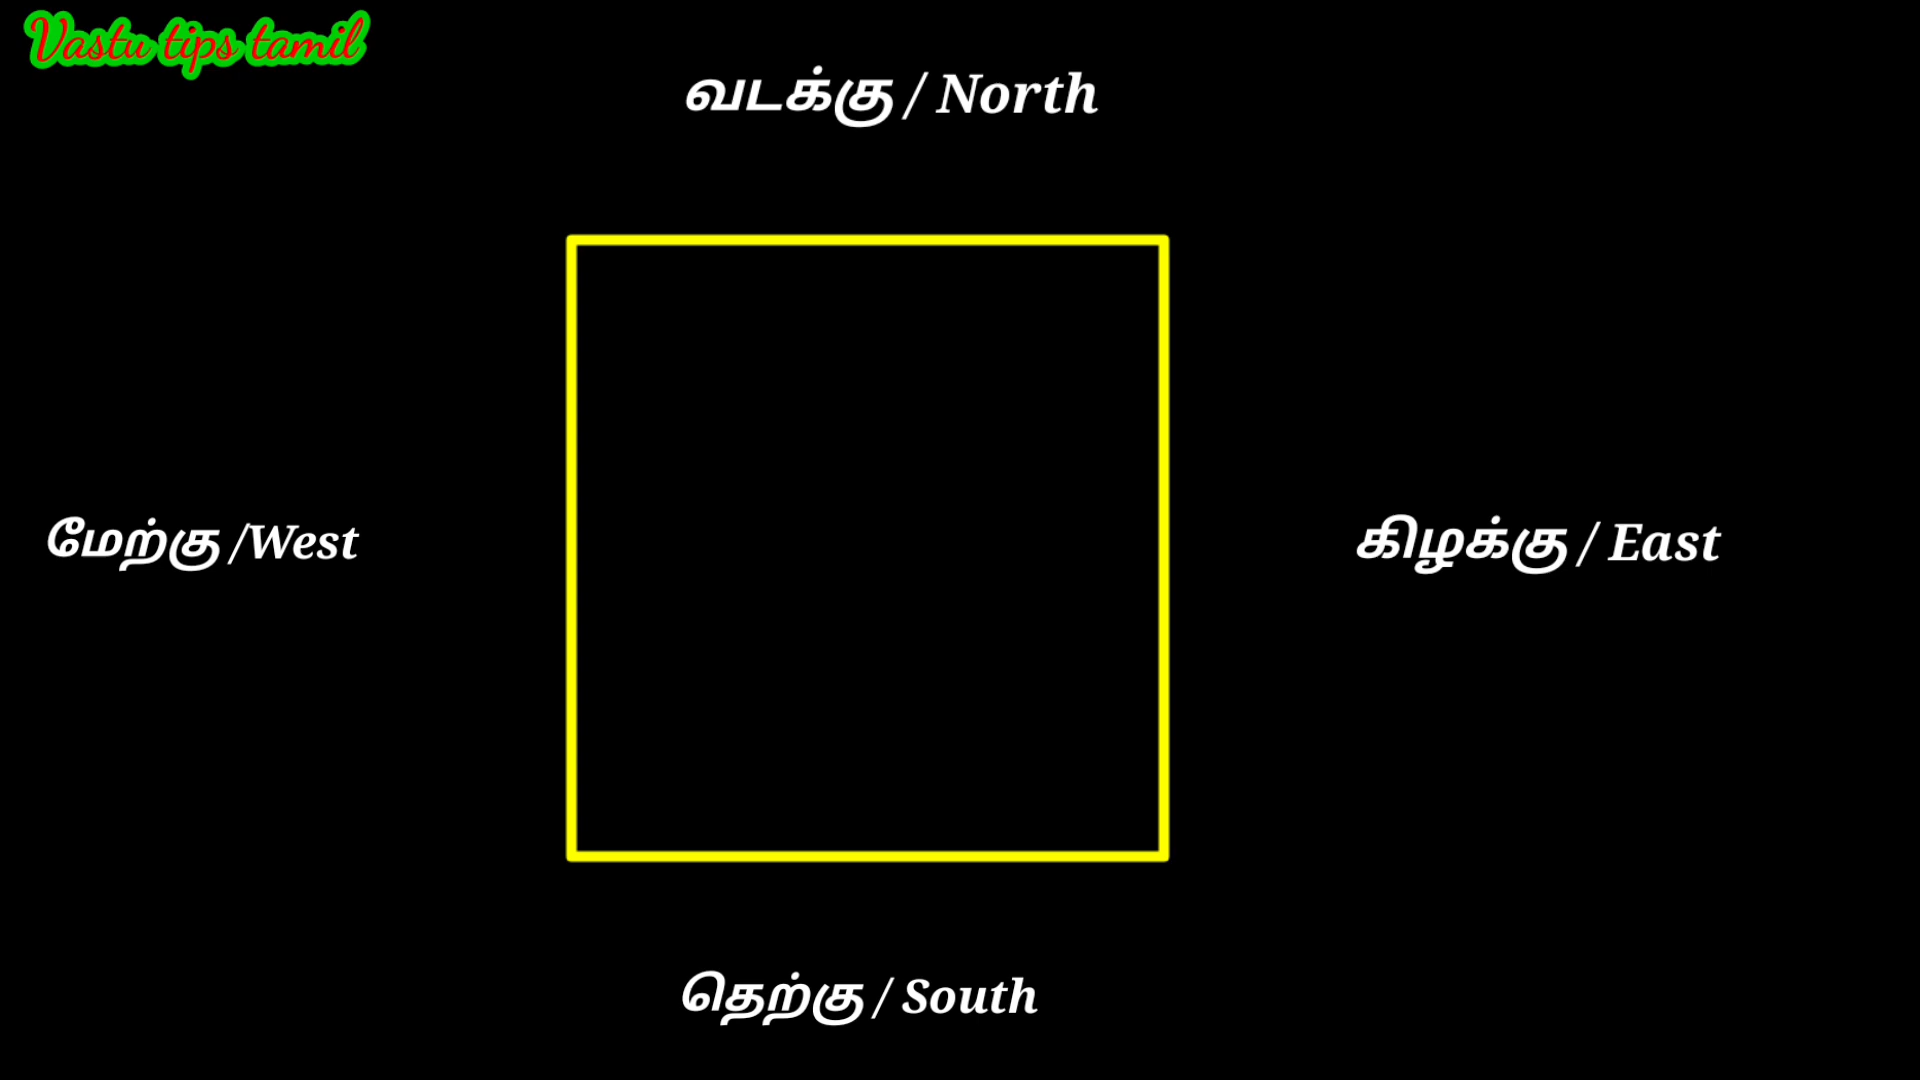 Vastu tips tamil
வடக்கு / North
மேற்கு /West
கிழக்கு / East
தெற்கு / South